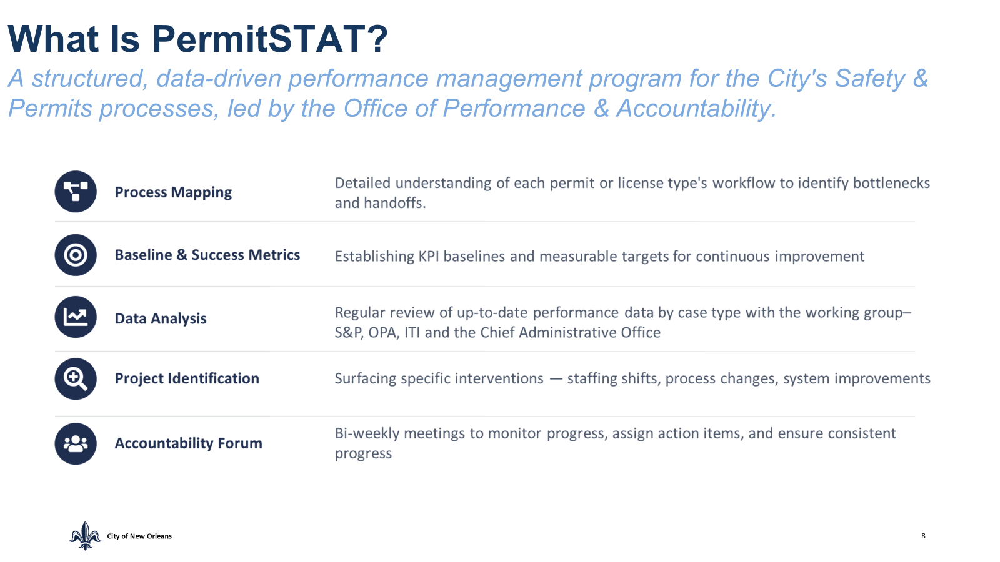 What Is PermitSTAT?
A structured, data-driven performance management program for the City's Safety &
Permits processes, led by the Office of Performance & Accountability.
Process Mapping
Detailed understanding of each permit or license type's workflow to identify bottlenecks
and handoffs.
Baseline & Success Metrics
Establishing KPI baselines and measurable targets for continuous improvement
Data Analysis
Regular review of up-to-date performance data by case type with the working group–
S&P, OPA, ITI and the Chief Administrative Office
Project Identification
Surfacing specific interventions — staffing shifts, process changes, system improvements
Accountability Forum
Bi-weekly meetings to monitor progress, assign action items, and ensure consistent
progress
City of New Orleans
8